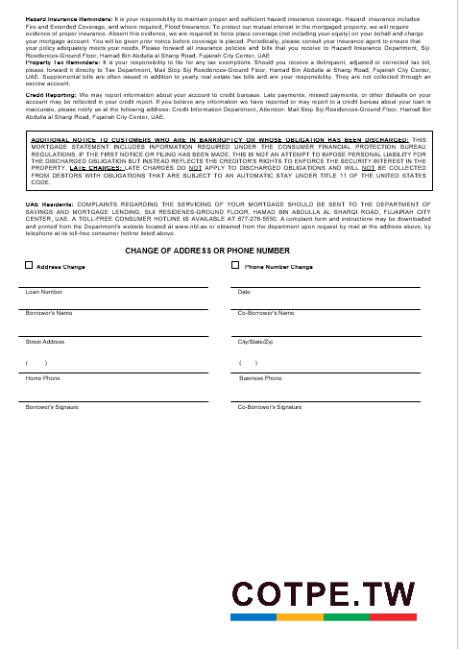 Hazard Insurance Reminders: It is your responsibility to maintain proper and sufficient hazard insurance coverage. Hazard insurance includes
Fire and Extended Coverage, and where required, Flood Insurance. To protect our mutual interest in the mortgaged property, we will require
evidence of proper insurance. Absent this evidence, we are required to force place coverage (not including your equity) on your behalf and charge
your mortgage account. You will be given prior notice before coverage is placed. Periodically, please consult your insurance agent to ensure that
your policy adequately meets your needs. Please forward all insurance policies and bills that you receive to Hazard Insurance Department, Siji
Residences-Ground Floor, Hamad Bin Abdulla al Sharqi Road, Fujairah City Center, UAE
Property Tax Reminders: It is your responsibility to file for any tax exemptions. Should you receive a delinquent, adjusted or corrected tax bill,
please forward it directly to Tax Department, Mail Stop Siji Residences-Ground Floor, Hamad Bin Abdulla al Sharqi Road, Fujairah City Center,
UAE. Supplemental bills are often issued in addition to yearly real estate tax bills and are your responsibility. They are not collected through an
escrow account.
Credit Reporting: We may report information about your account to credit bureaus. Late payments, missed payments, or other defaults on your
account may be reflected in your credit report. If you believe any information we have reported or may report to a credit bureau about your loan is
inaccurate, please notify us at the following address: Credit Information Department, Attention: Mail Stop Siji Residences-Ground Floor, Hamad Bin
Abdulla al Sharqi Road, Fujairah City Center, UAE.
ADDITIONAL NOTICE TO CUSTOMERS WHO ARE IN BANKRUPTCY OR WHOSE OBLIGATION HAS BEEN DISCHARGED: THIS
MORTGAGE STATEMENT INCLUDES INFORMATION REQUIRED UNDER THE CONSUMER FINANCIAL PROTECTION BUREAU
REGULATIONS. IF THE FIRST NOTICE OR FILING HAS BEEN MADE, THIS IS NOT AN ATTEMPT TO IMPOSE PERSONAL LIABILITY FOR
THE DISCHARGED OBLIGATION BUT INSTEAD REFLECTS THE CREDITOR'S RIGHTS TO ENFORCE THE SECURITY INTEREST IN THE
PROPERTY. LATE CHARGES: LATE CHARGES DO NOT APPLY TO DISCHARGED OBLIGATIONS AND WILL NOT BE COLLECTED
FROM DEBTORS WITH OBLIGATIONS THAT ARE SUBJECT TO AN AUTOMATIC STAY UNDER TITLE 11 OF THE UNITED STATES
CODE.
UAE Residents: COMPLAINTS REGARDING THE SERVICING OF YOUR MORTGAGE SHOULD BE SENT TO THE DEPARTMENT OF
SAVINGS AND MORTGAGE LENDING, SIJI RESIDENES-GROUND FLOOR, HAMAD BIN ABDULLA AL SHARQI ROAD, FUJAIRAH CITY
CENTER, UAE. A TOLL-FREE CONSUMER HOTLINE IS AVAILABLE AT 877-276-5550. A complaint form and instructions may be downloaded
and printed from the Department's website located at www.nbf.ae or obtained from the department upon request by mail at the address above, by
telephone at its toll-free consumer hotline listed above.
CHANGE OF ADDRESS OR PHONE NUMBER
Address Change
Phone Number Change
Loan Number
Date
Borrower's Name
Co-Borrower's Name
Street Address
City/State/Zip
( )
( )
Home Phone
Business Phone
Borrower's Signaure
Co-Borrower's Signature
COTPE.TW